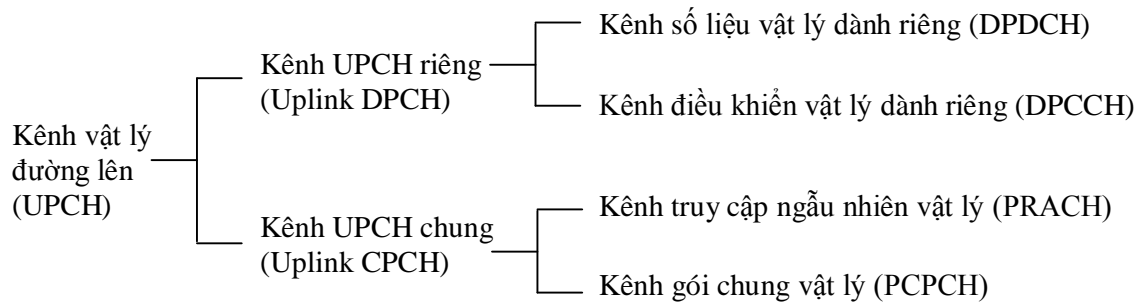 Kênh vật lý
đường lên
(UPCH)
Kênh UPCH riêng
(Uplink DPCH)
Kênh số liệu vật lý dành riêng (DPDCH)
Kênh điều khiển vật lý dành riêng (DPCCH)
Kênh UPCH chung
(Uplink CPCH)
Kênh truy cập ngẫu nhiên vật lý (PRACH)
Kênh gói chung vật lý (PCPCH)